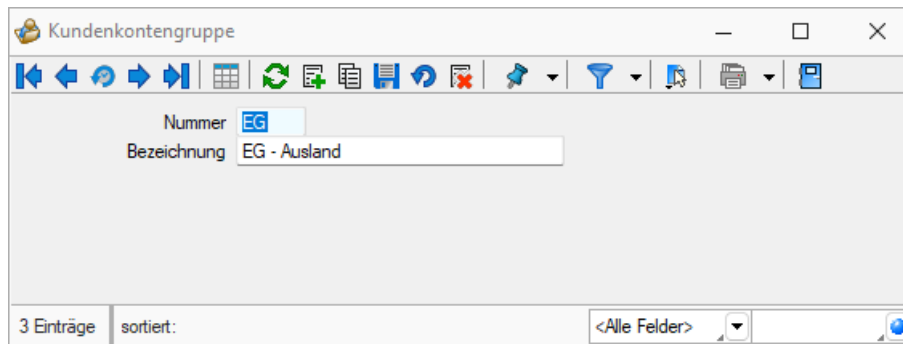 Kundenkontengruppe
Nummer EG
Bezeichnung EG - Ausland
3 Einträge sortiert: <Alle Felder>